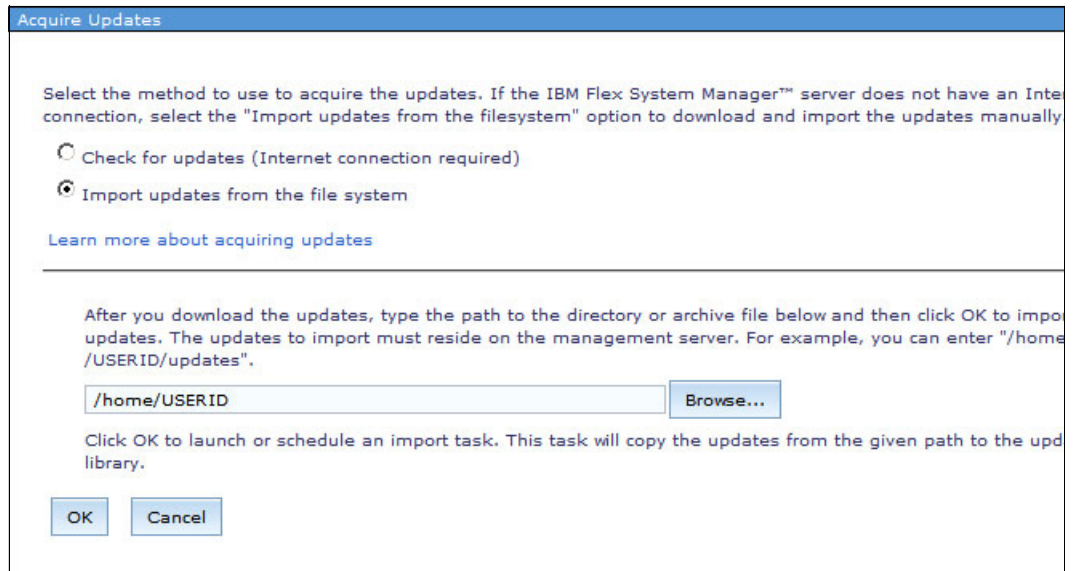 Acquire Updates
Select the method to use to acquire the updates. If the IBM Flex System Manager™ server does not have an
connection, select the "Import updates from the filesystem" option to download and import the updates manually.
Check for updates (Internet connection required)
Import updates from the file system
Learn more about acquiring updates
After you download the updates, type the path to the directory or archive file below and then click OK to
updates. The updates to import must reside on the management server. For example, you can enter "/home
/USERID/updates".
/home/USERID
Browse...
Click OK to launch or schedule an import task. This task will copy the updates from the given path to the
library.
OK
Cancel